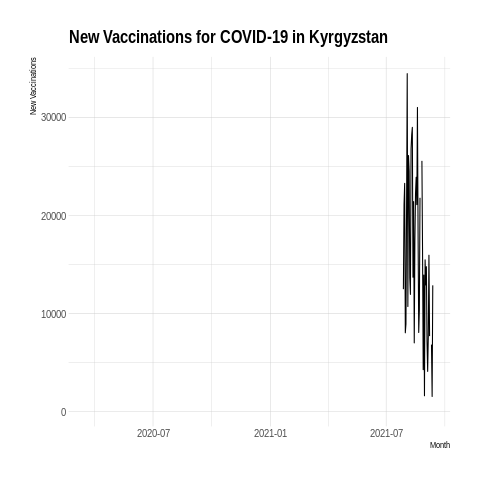 New Vaccinations for COVID-19 in Kyrgyzstan
New Vaccinations
30000
20000
10000
0
2020-07
2021-01
2021-07
Month